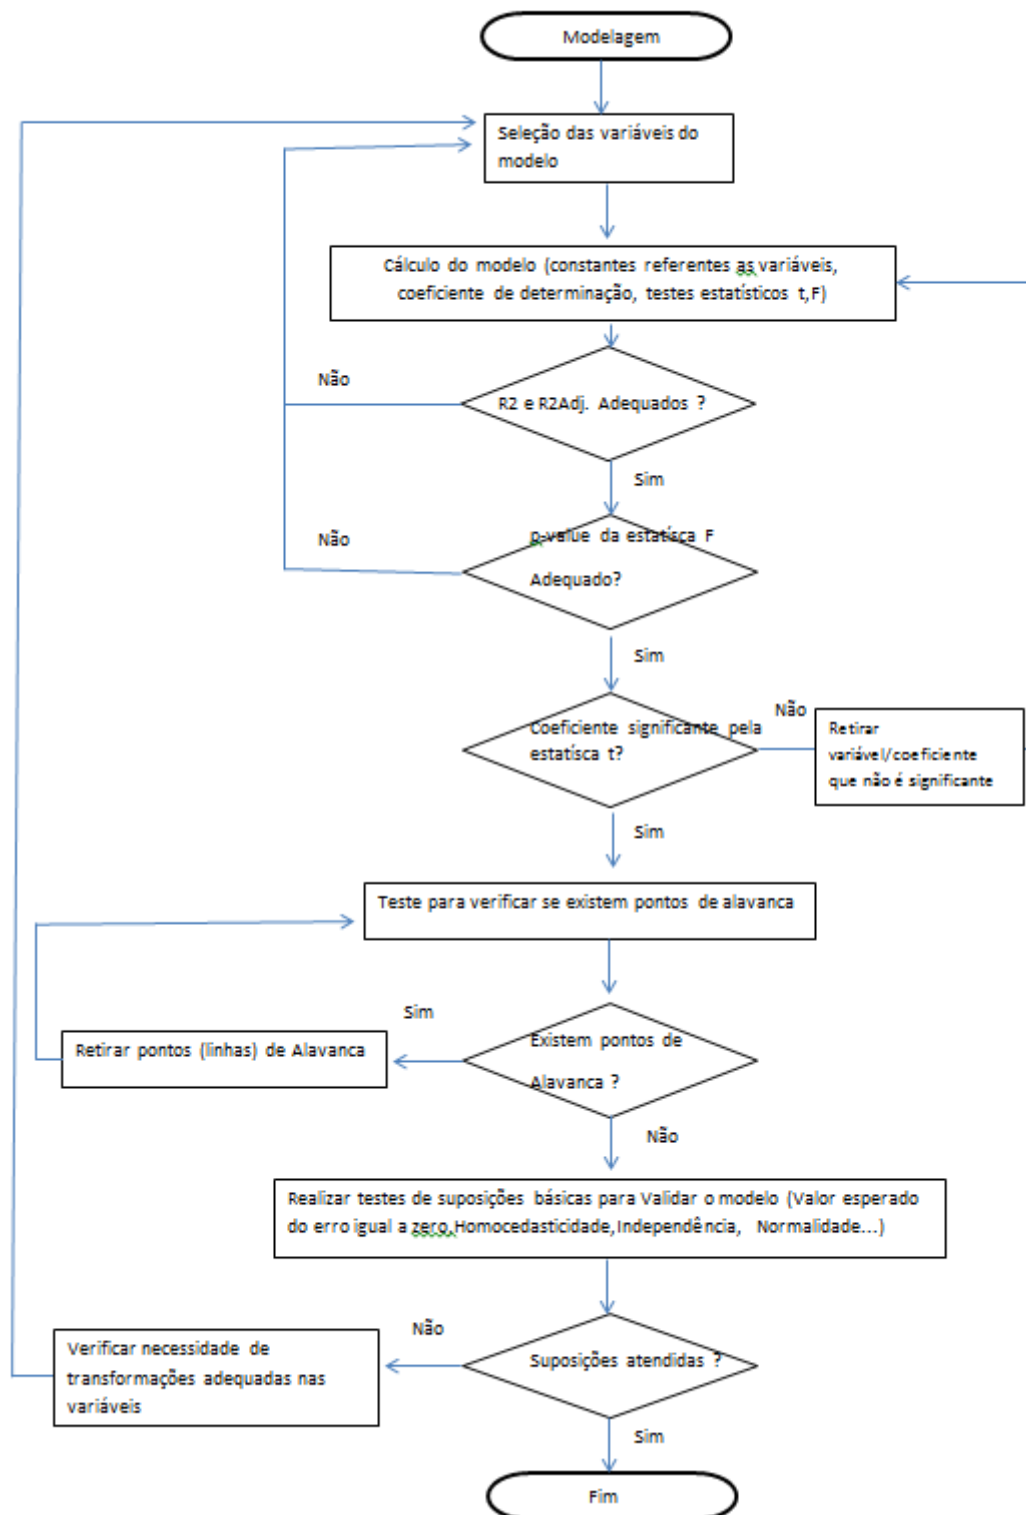 Modelagem
Seleção das variáveis do
modelo
Cálculo do modelo (constantes referentes as variáveis,
coeficiente de determinação, testes estatísticos t,F)
Não
R2 e R2Adj. Adequados ?
Sim
Não
p-value da estatísca F
Adequado?
Sim
Coeficiente significante pela
estatísca t?
Não
Retirar
variável/coeficiente
que não é significante
Sim
Teste para verificar se existem pontos de alavanca
Sim
Retirar pontos (linhas) de Alavanca
Existem pontos de
Alavanca ?
Não
Realizar testes de suposições básicas para Validar o modelo (Valor esperado
do erro igual a zero,Homocedasticidade,Independência, Normalidade...)
Não
Verificar necessidade de
transformações adequadas nas
variáveis
Suposições atendidas ?
Sim
Fim